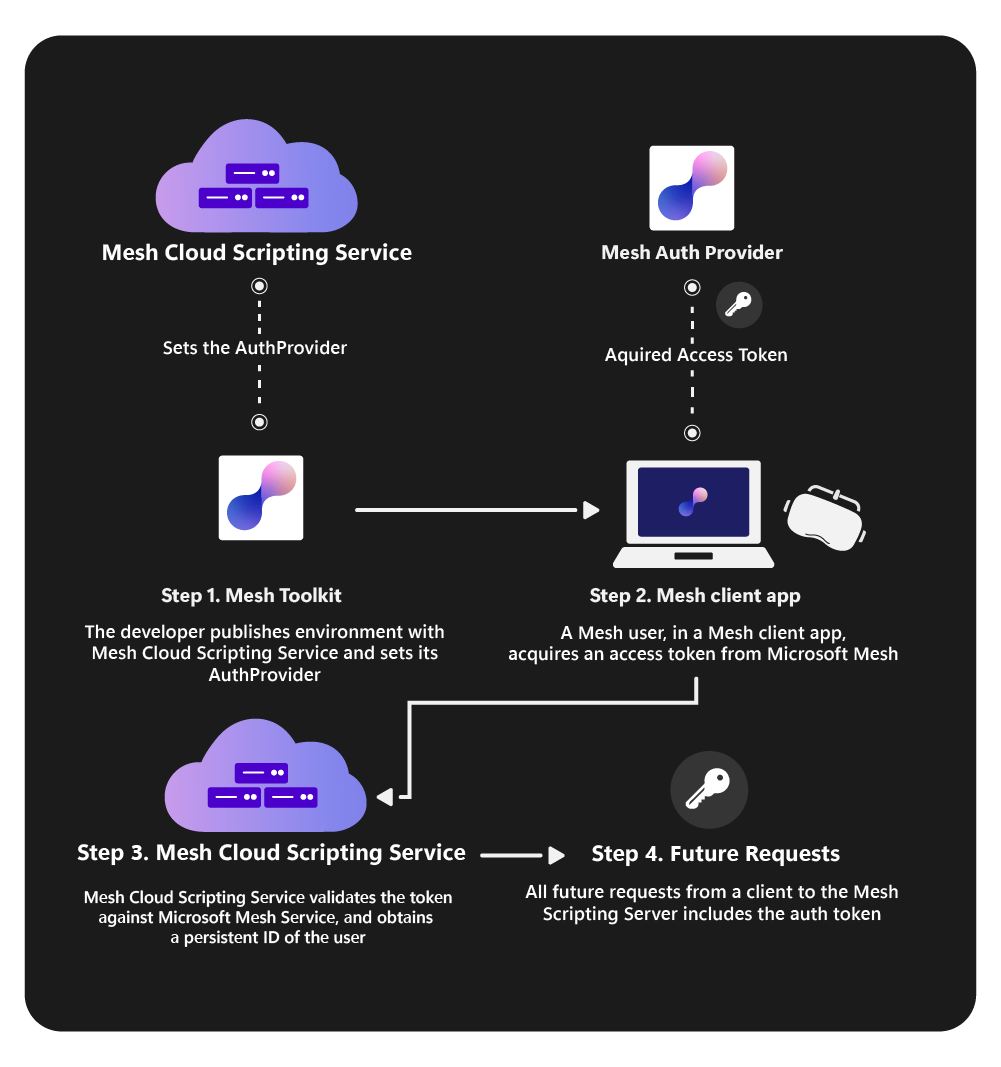 Mesh Cloud Scripting Service
Mesh Auth Provider
Sets the AuthProvider
Aquired Access Token
Step 1. Mesh Toolkit
The developer publishes environment with
Mesh Cloud Scripting Service and sets its
AuthProvider
Step 2. Mesh client app
A Mesh user, in a Mesh client app,
acquires an access token from Microsoft Mesh
Step 3. Mesh Cloud Scripting Service
Mesh Cloud Scripting Service validates the token
against Microsoft Mesh Service, and obtains
a persistent ID of the user
Step 4. Future Requests
All future requests from a client to the Mesh
Scripting Server includes the auth token